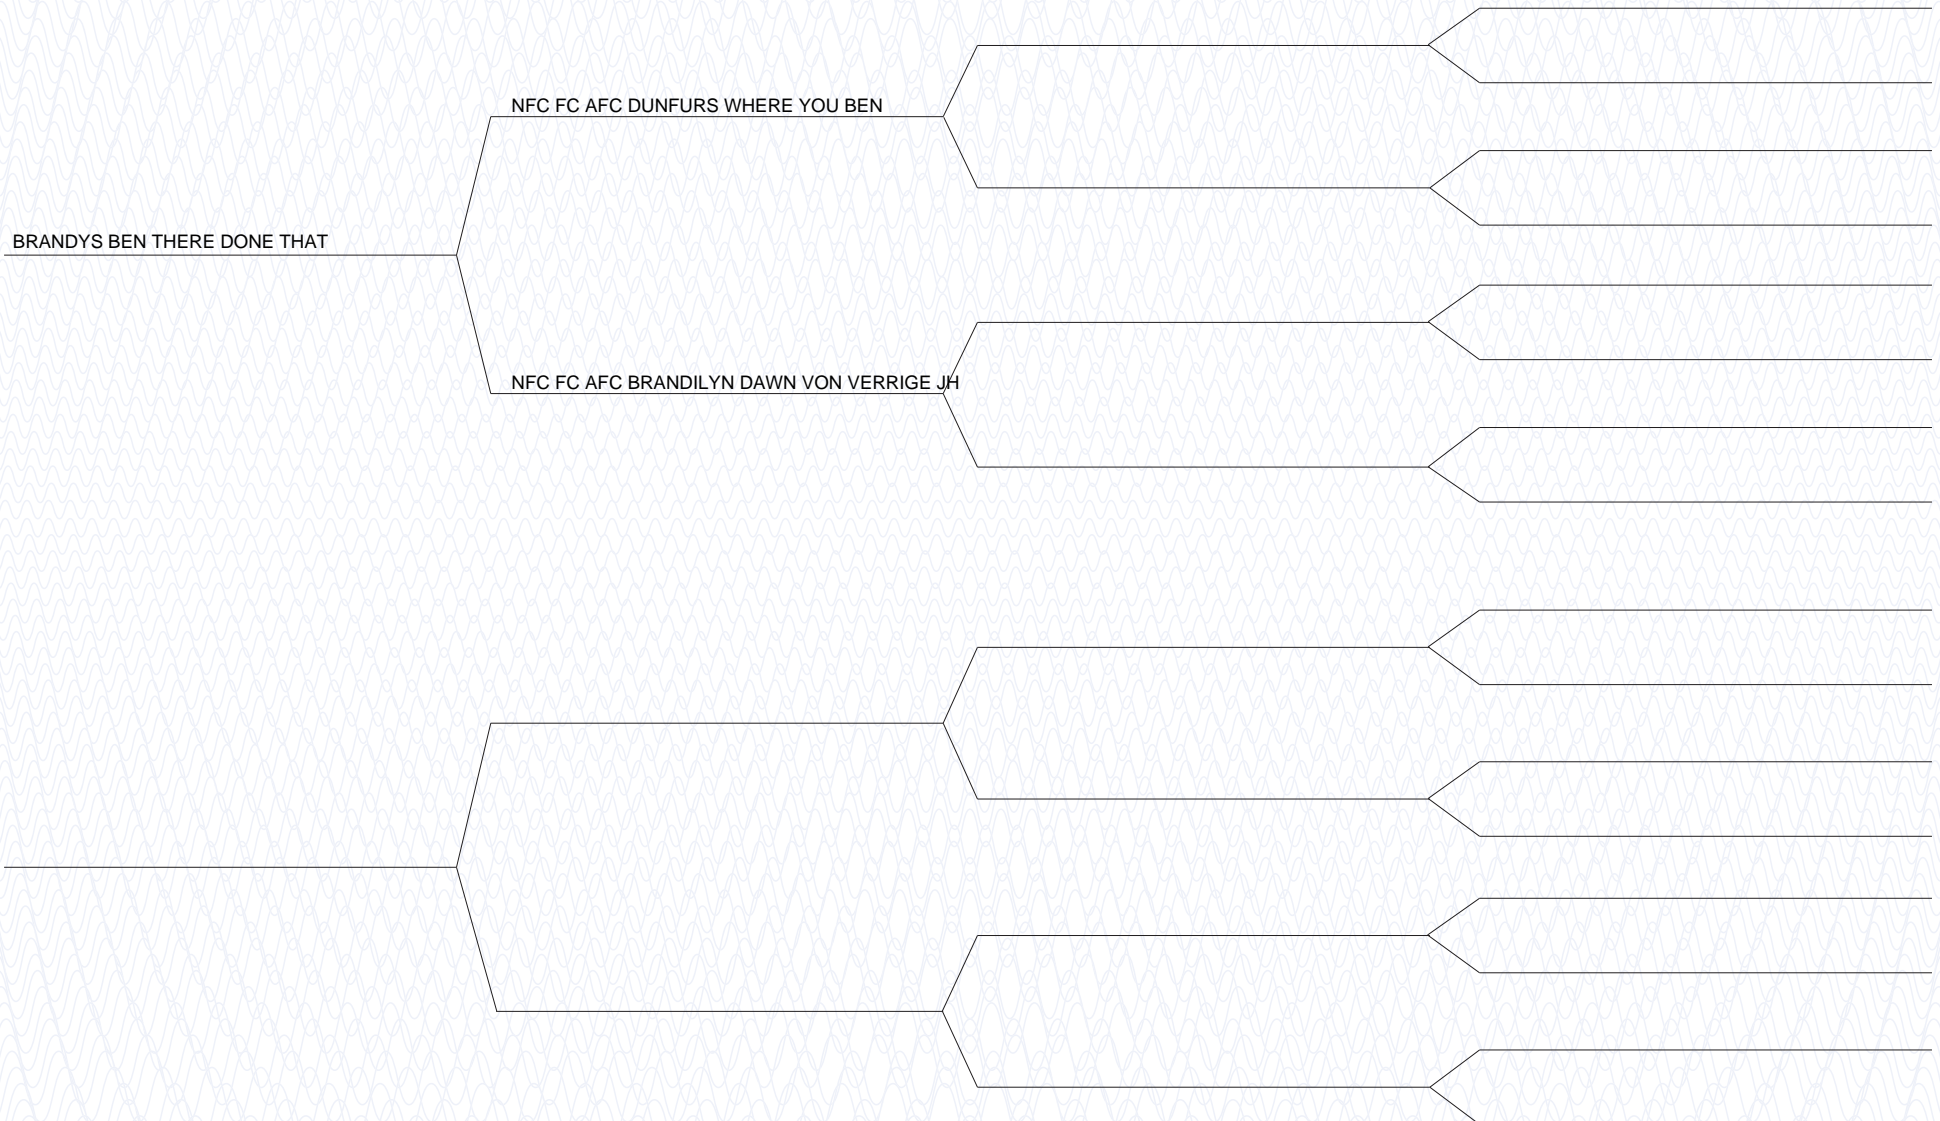 NFC FC AFC DUNFURS WHERE YOU BEN
BRANDYS BEN THERE DONE THAT
NFC FC AFC BRANDILYN DAWN VON VERRIGE JH